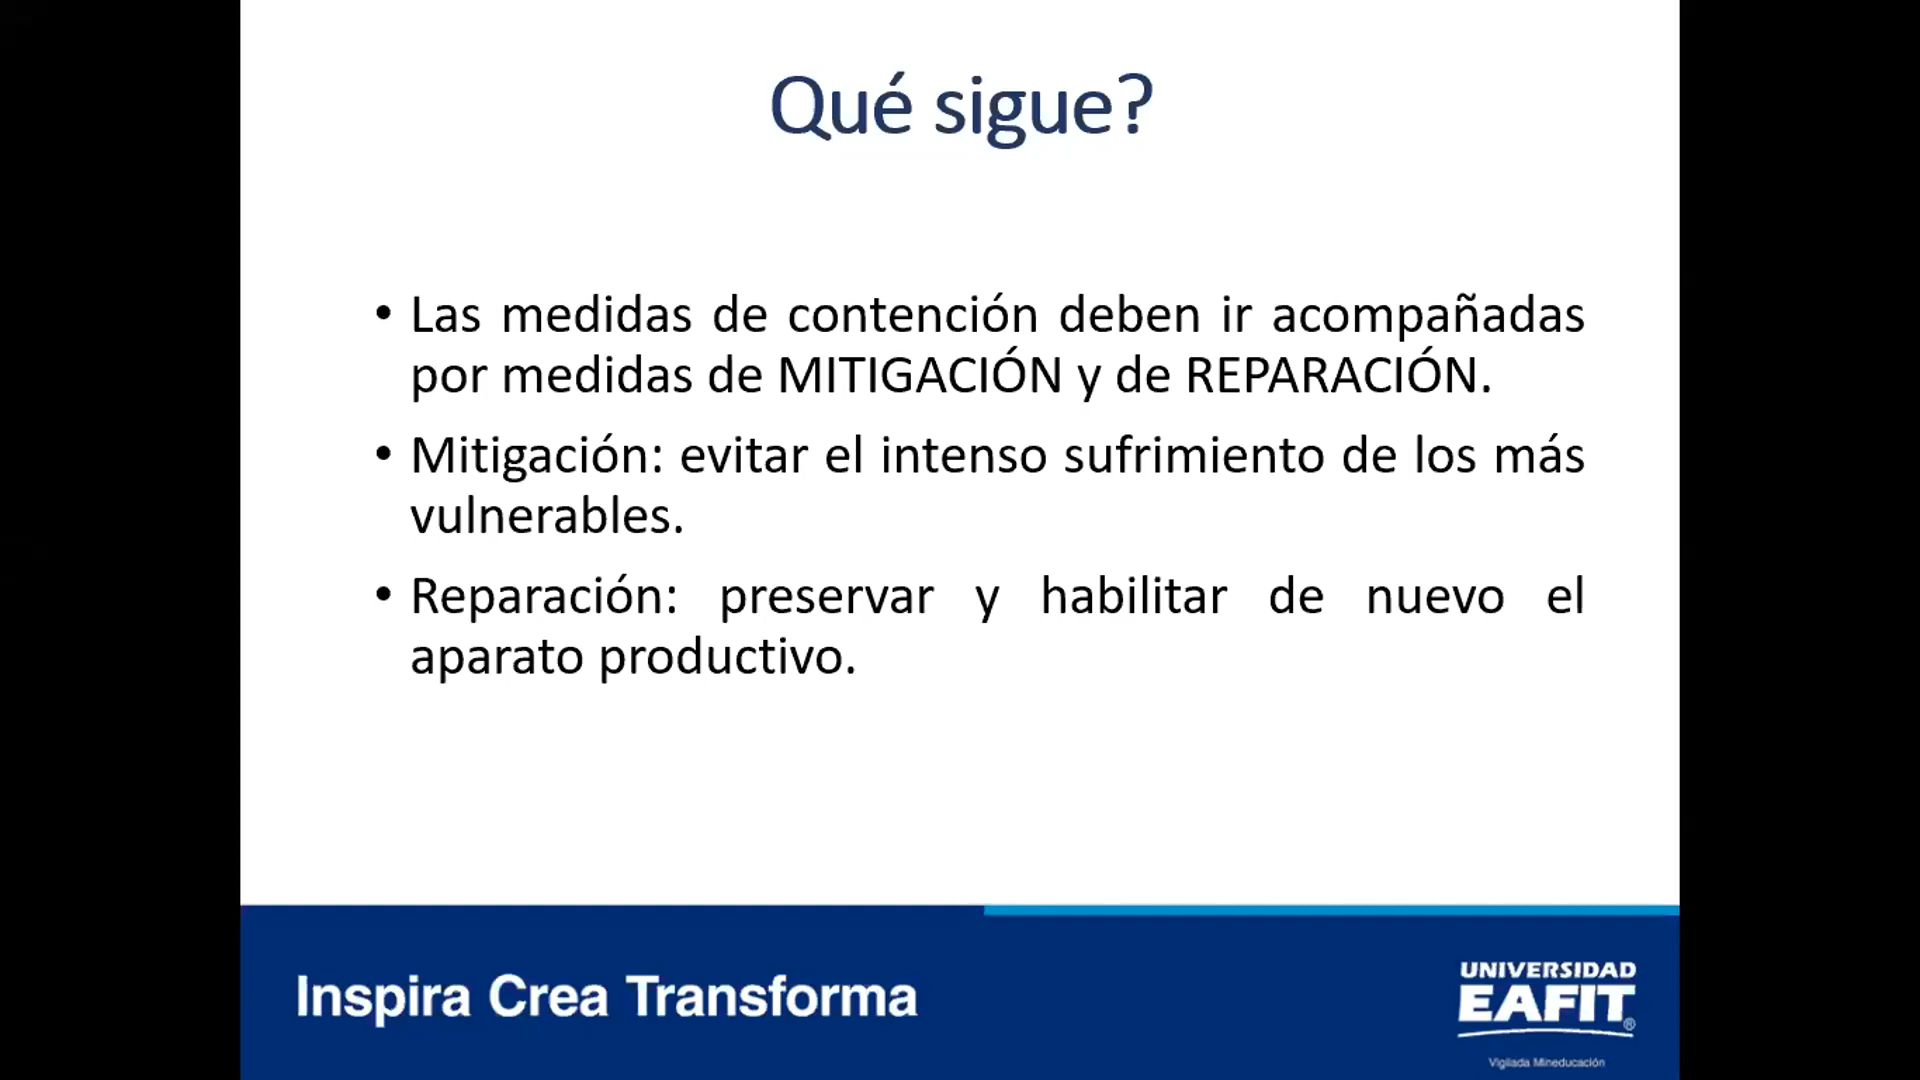 Qué sigue?
• Las medidas de contención deben ir acompañadas
por medidas de MITIGACIÓN y de REPARACIÓN.
• Mitigación: evitar el intenso sufrimiento de los más
vulnerables.
• Reparación: preservar y habilitar de nuevo el
aparato productivo.
Inspira Crea Transforma
UNIVERSIDAD
EAFIT®
Vigilada Mineducación